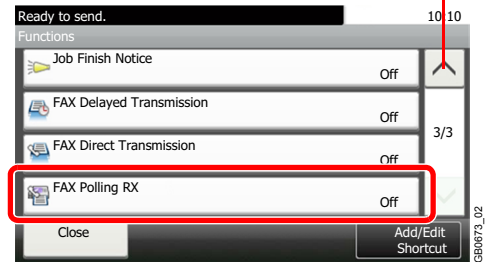 Ready to send. 10:10
Functions
Job Finish Notice
Off
FAX Delayed Transmission
Off
3/3
FAX Direct Transmission
Off
FAX Polling RX
Off
Close
Add/Edit
Shortcut
GB0673_02